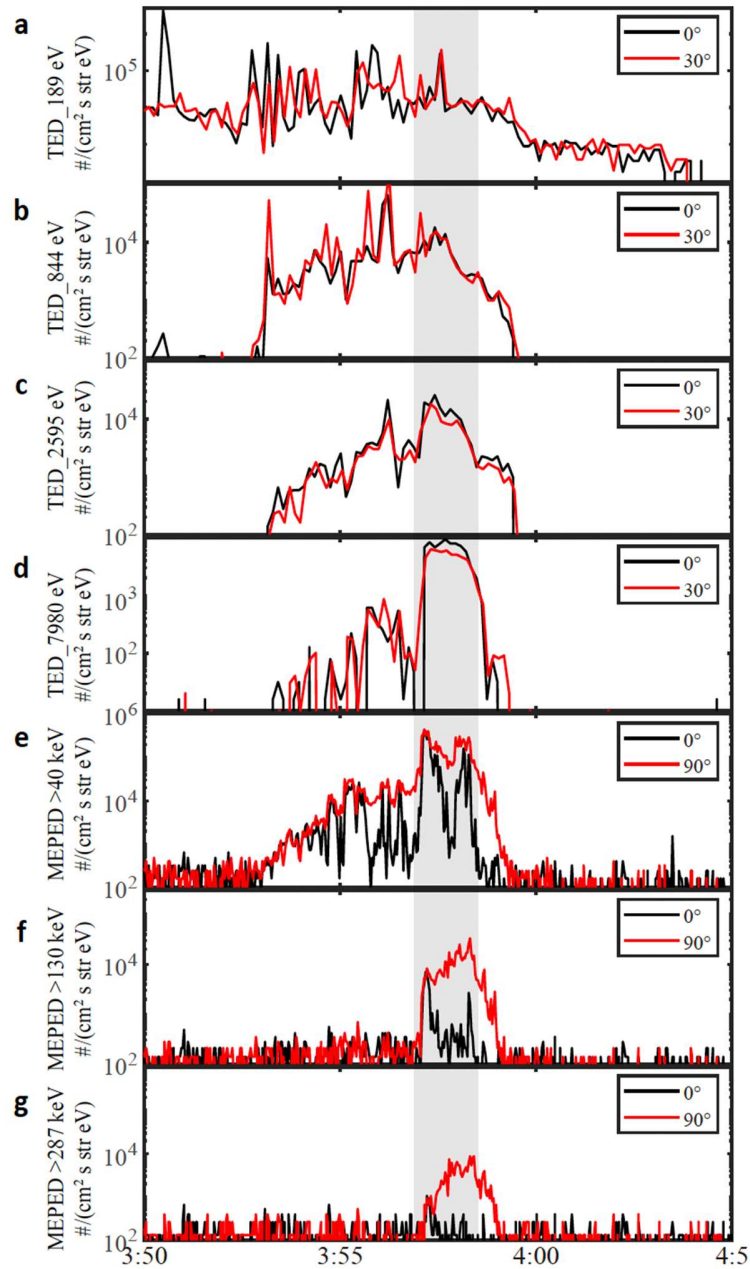 a
TED_189 eV
#/(cm² s str eV)
10⁵
0°
30°
b
TED_844 eV
#/(cm² s str eV)
10⁴
10²
0°
30°
c
TED_2595 eV
#/(cm² s str eV)
10⁴
10²
0°
30°
d
TED_7980 eV
#/(cm² s str eV)
10³
10²
0°
30°
e
MEPED >40 keV
#/(cm² s str eV)
10⁶
10⁴
10²
0°
90°
f
MEPED >130 keV
#/(cm² s str eV)
10⁴
10²
0°
90°
g
MEPED >287 keV
#/(cm² s str eV)
10⁴
10²
0°
90°
3:50
3:55
4:00
4:5